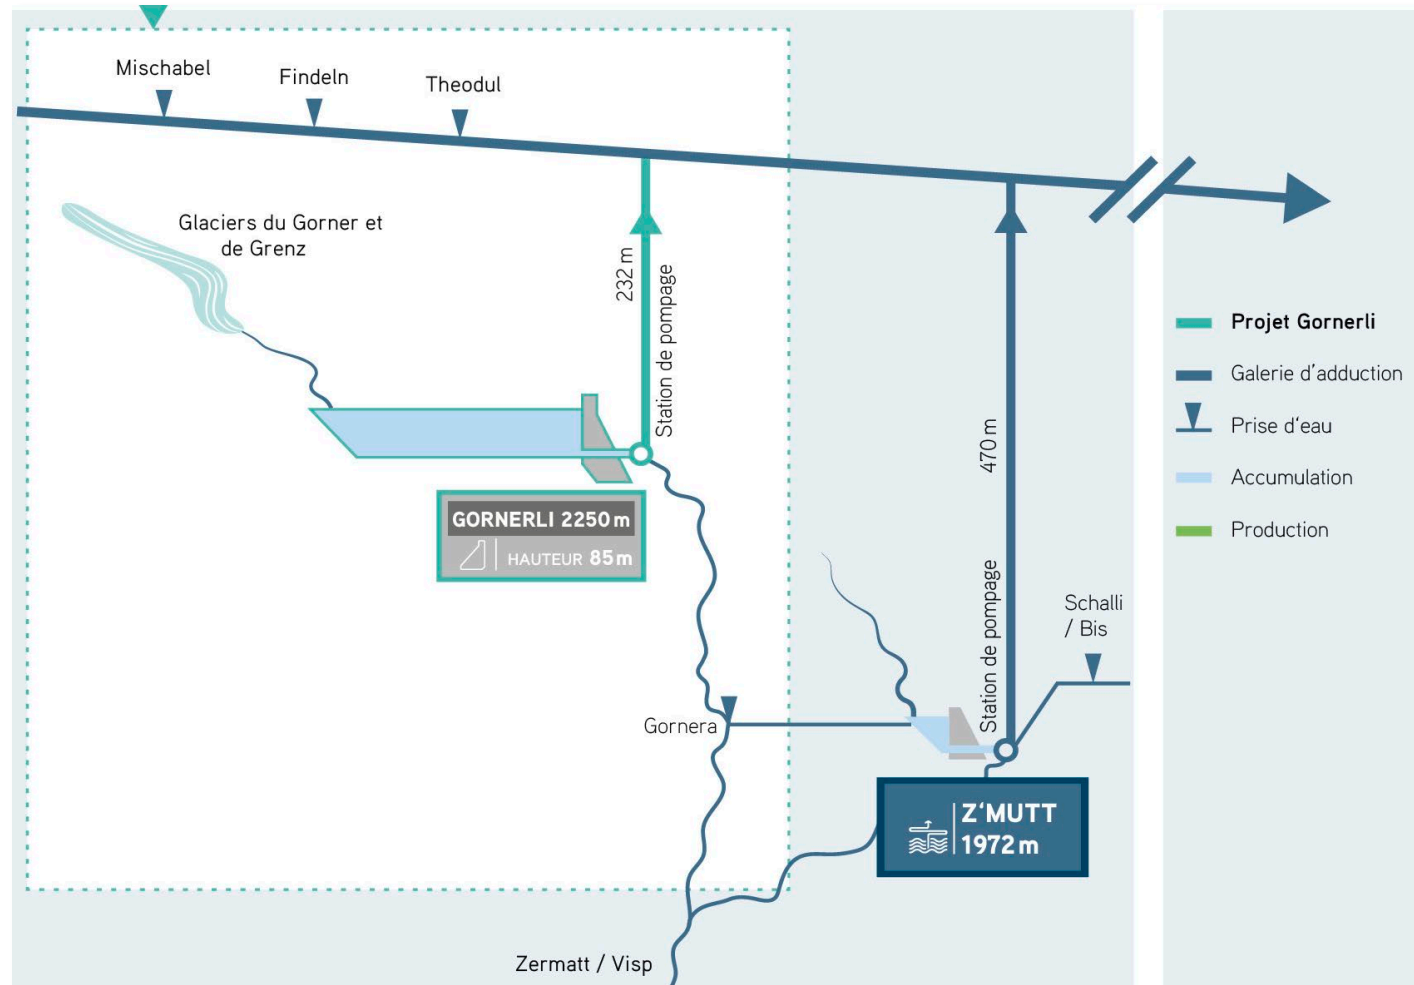 Mischabel
Findeln
Theodul
Glaciers du Gorner et
de Grenz
232 m
Station de pompage
GORNERLI 2250 m
HAUTEUR 85 m
470 m
Station de pompage
Schalli
/ Bis
Gornera
Z‘MUTT
1972 m
Zermatt / Visp
Projet Gornerli
Galerie d’adduction
Prise d‘eau
Accumulation
Production